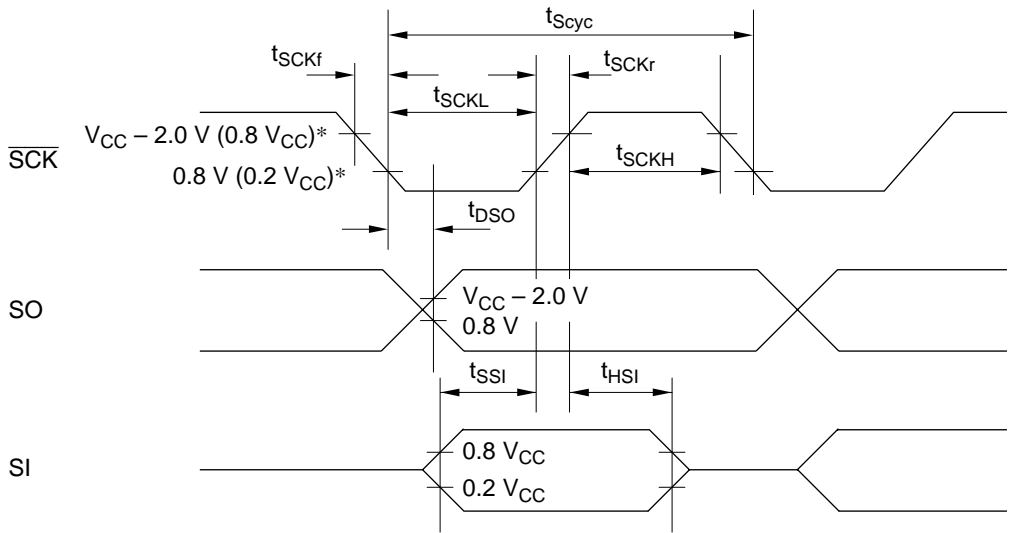 tScyc
tSCKf
tSCKr
tSCKL
VCC – 2.0 V (0.8 VCC)*
SCK
tSCKH
0.8 V (0.2 VCC)*
tDSO
SO
VCC – 2.0 V
0.8 V
tSSI
tHSI
0.8 VCC
SI
0.2 VCC